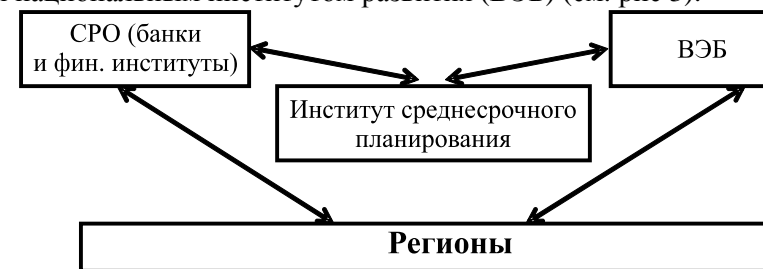 национальным институтом развития (ВЭБ) (см. рис 3).
СРО (банки
и фин. институты)
ВЭБ
Институт среднесрочного
планирования
Регионы